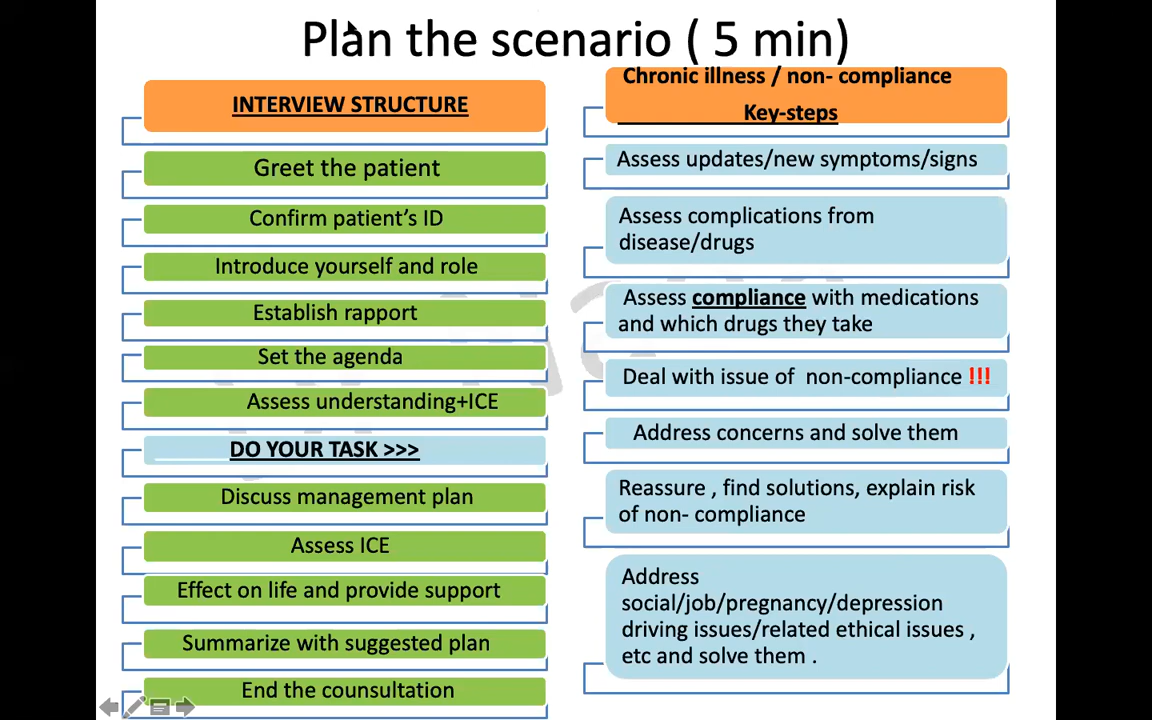 Plan the scenario ( 5 min)
INTERVIEW STRUCTURE
Greet the patient
Confirm patient's ID
Introduce yourself and role
Establish rapport
Set the agenda
Assess understanding+ICE
DO YOUR TASK >>>
Discuss management plan
Assess ICE
Effect on life and provide support
Summarize with suggested plan
End the counsultation
Chronic illness / non- compliance
Key-steps
Assess updates/new symptoms/signs
Assess complications from
disease/drugs
Assess compliance with medications
and which drugs they take
Deal with issue of non-compliance !!!
Address concerns and solve them
Reassure , find solutions, explain risk
of non- compliance
Address
social/job/pregnancy/depression
driving issues/related ethical issues ,
etc and solve them .